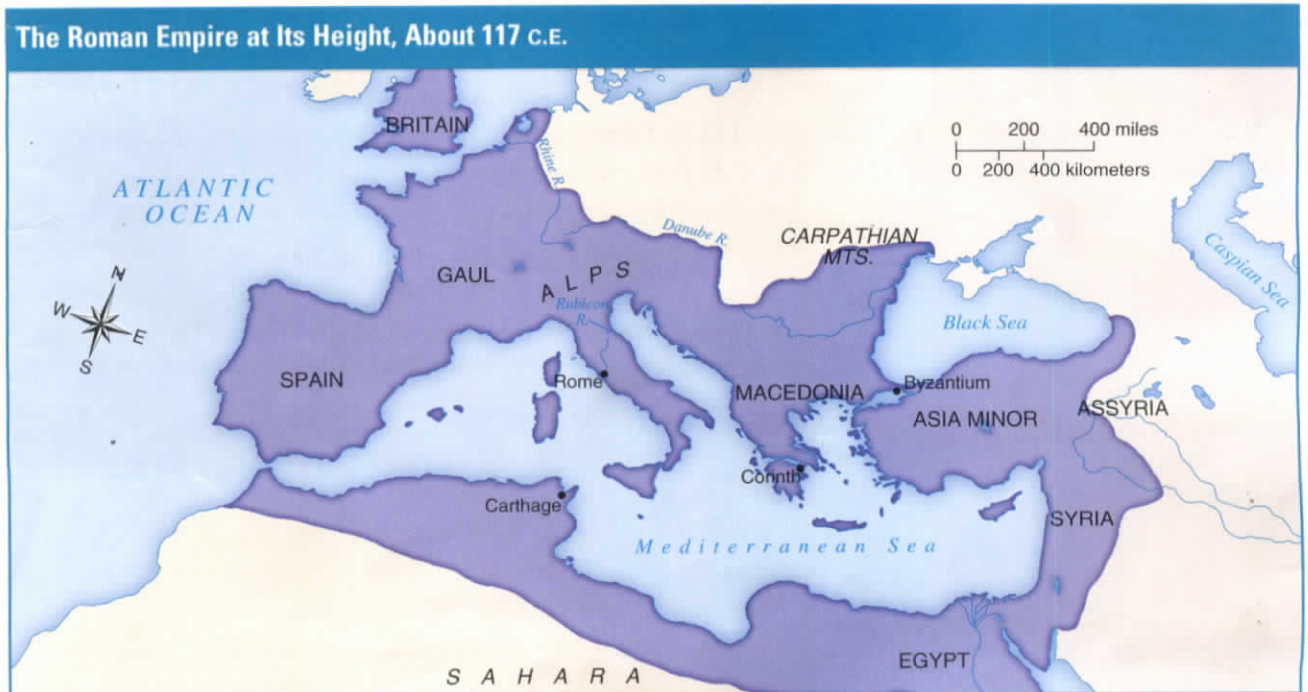 The Roman Empire at Its Height, About 117 C.E.
BRITAIN
0 200 400 miles
0 200 400 kilometers
Rhine R.
ATLANTIC
OCEAN
Danube R.
CARPATHIAN
MTS.
Caspian Sea
N
W
E
S
GAUL
ALPS
Rubicon
R.
Black Sea
SPAIN
Rome
MACEDONIA
Byzantium
ASIA MINOR
ASSYRIA
Corinth
Carthage
SYRIA
Mediterranean Sea
EGYPT
SAHARA